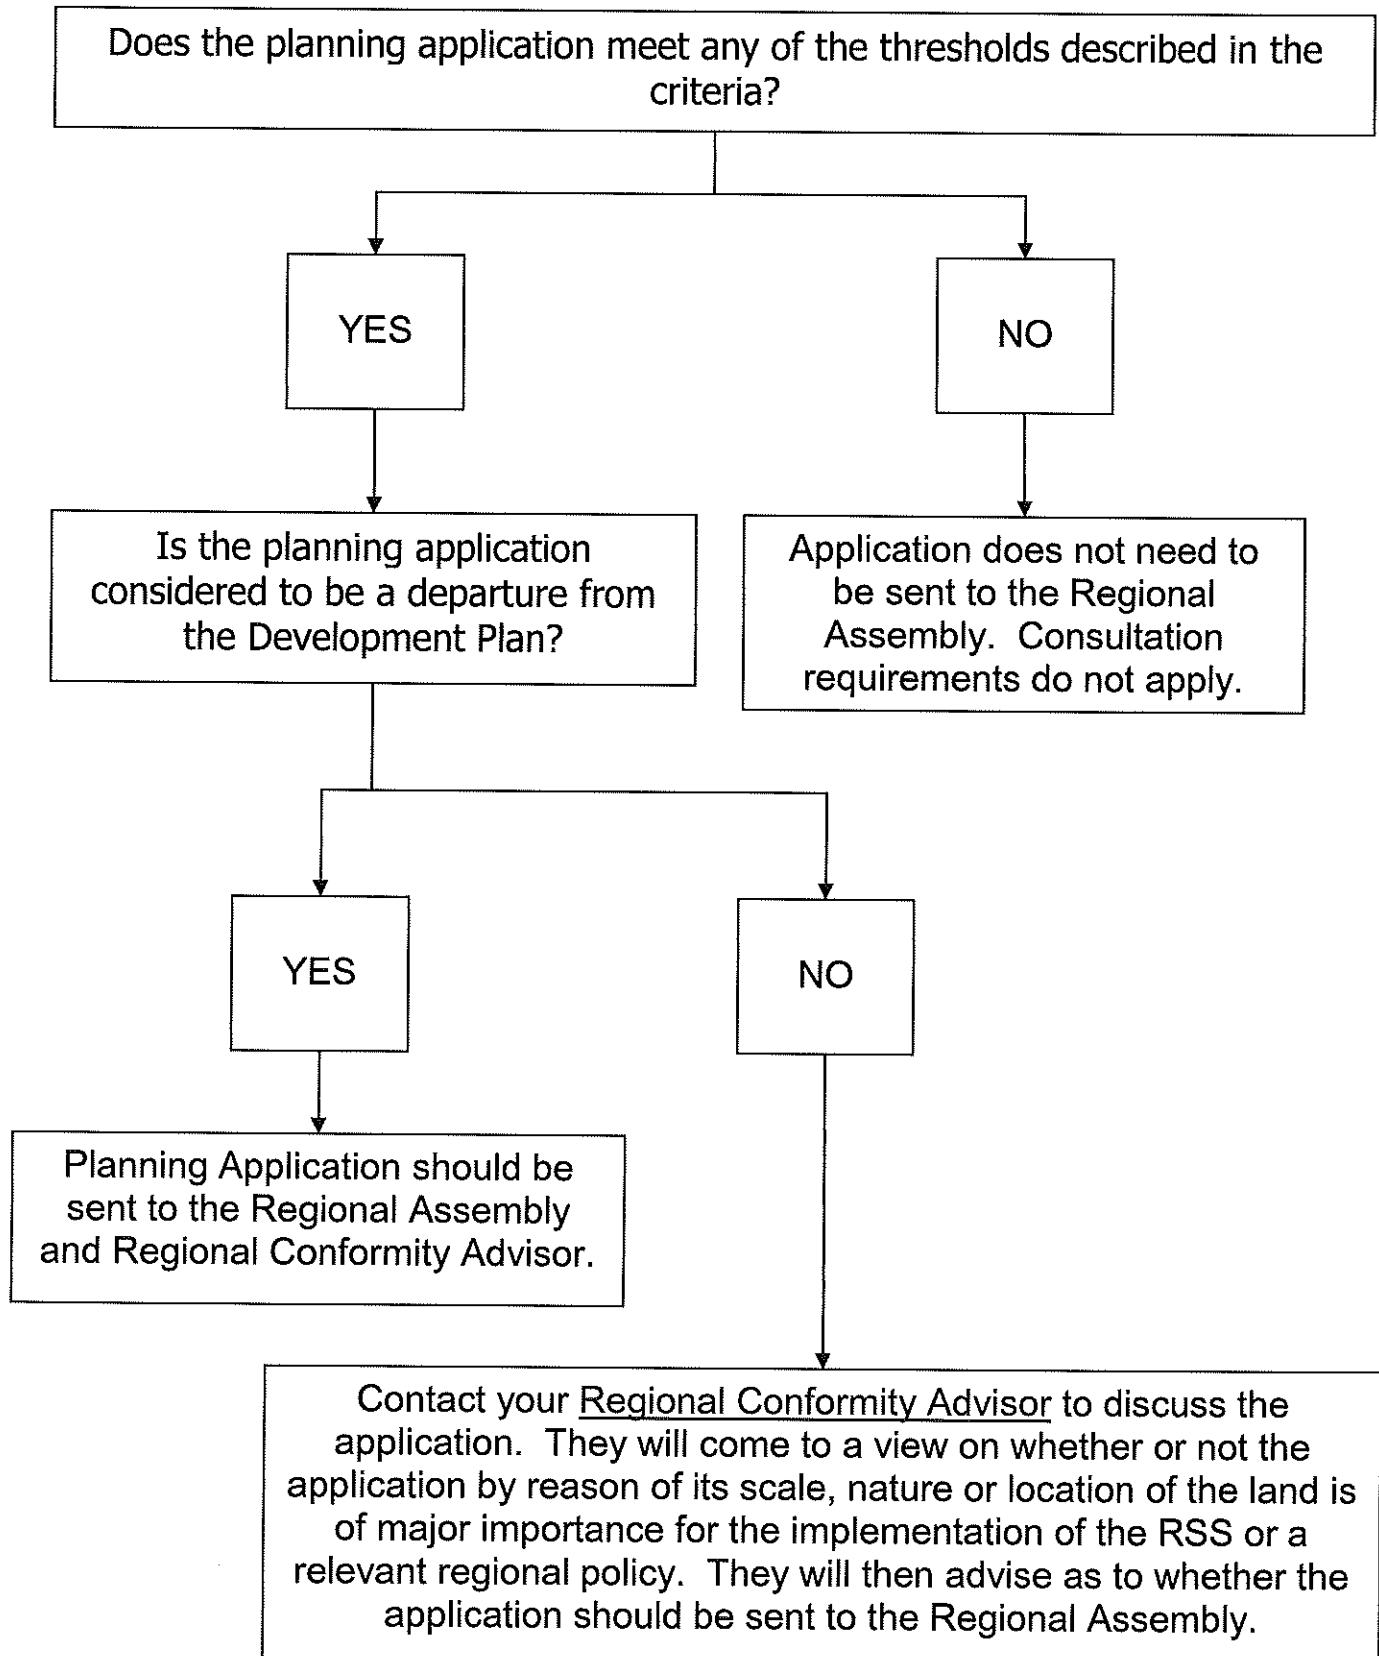 Does the planning application meet any of the thresholds described in the
criteria?
YES
NO
Is the planning application
considered to be a departure from
the Development Plan?
Application does not need to
be sent to the Regional
Assembly. Consultation
requirements do not apply.
YES
NO
Planning Application should be
sent to the Regional Assembly
and Regional Conformity Advisor.
Contact your Regional Conformity Advisor to discuss the
application. They will come to a view on whether or not the
application by reason of its scale, nature or location of the land is
of major importance for the implementation of the RSS or a
relevant regional policy. They will then advise as to whether the
application should be sent to the Regional Assembly.